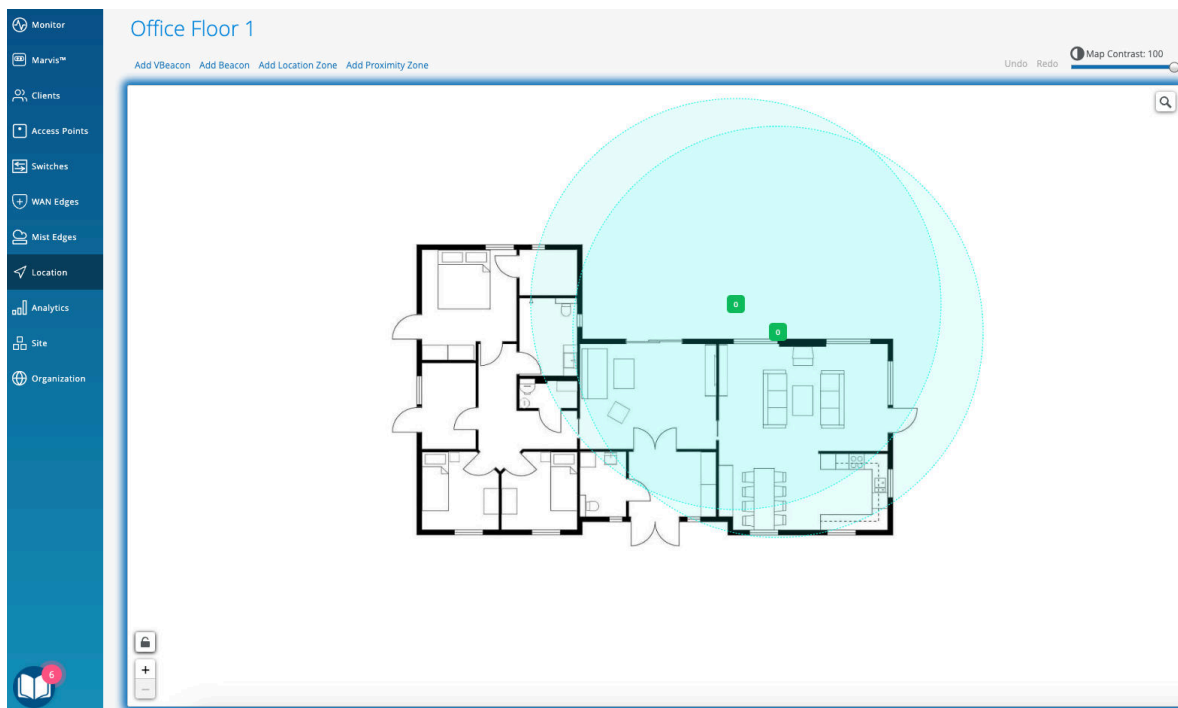 Monitor
Marvis™
Clients
Access Points
Switches
WAN Edges
Mist Edges
Location
Analytics
Site
Organization
6
Office Floor 1
Add VBeacon Add Beacon Add Location Zone Add Proximity Zone
Undo Redo
Map Contrast: 100
0
0
+
−